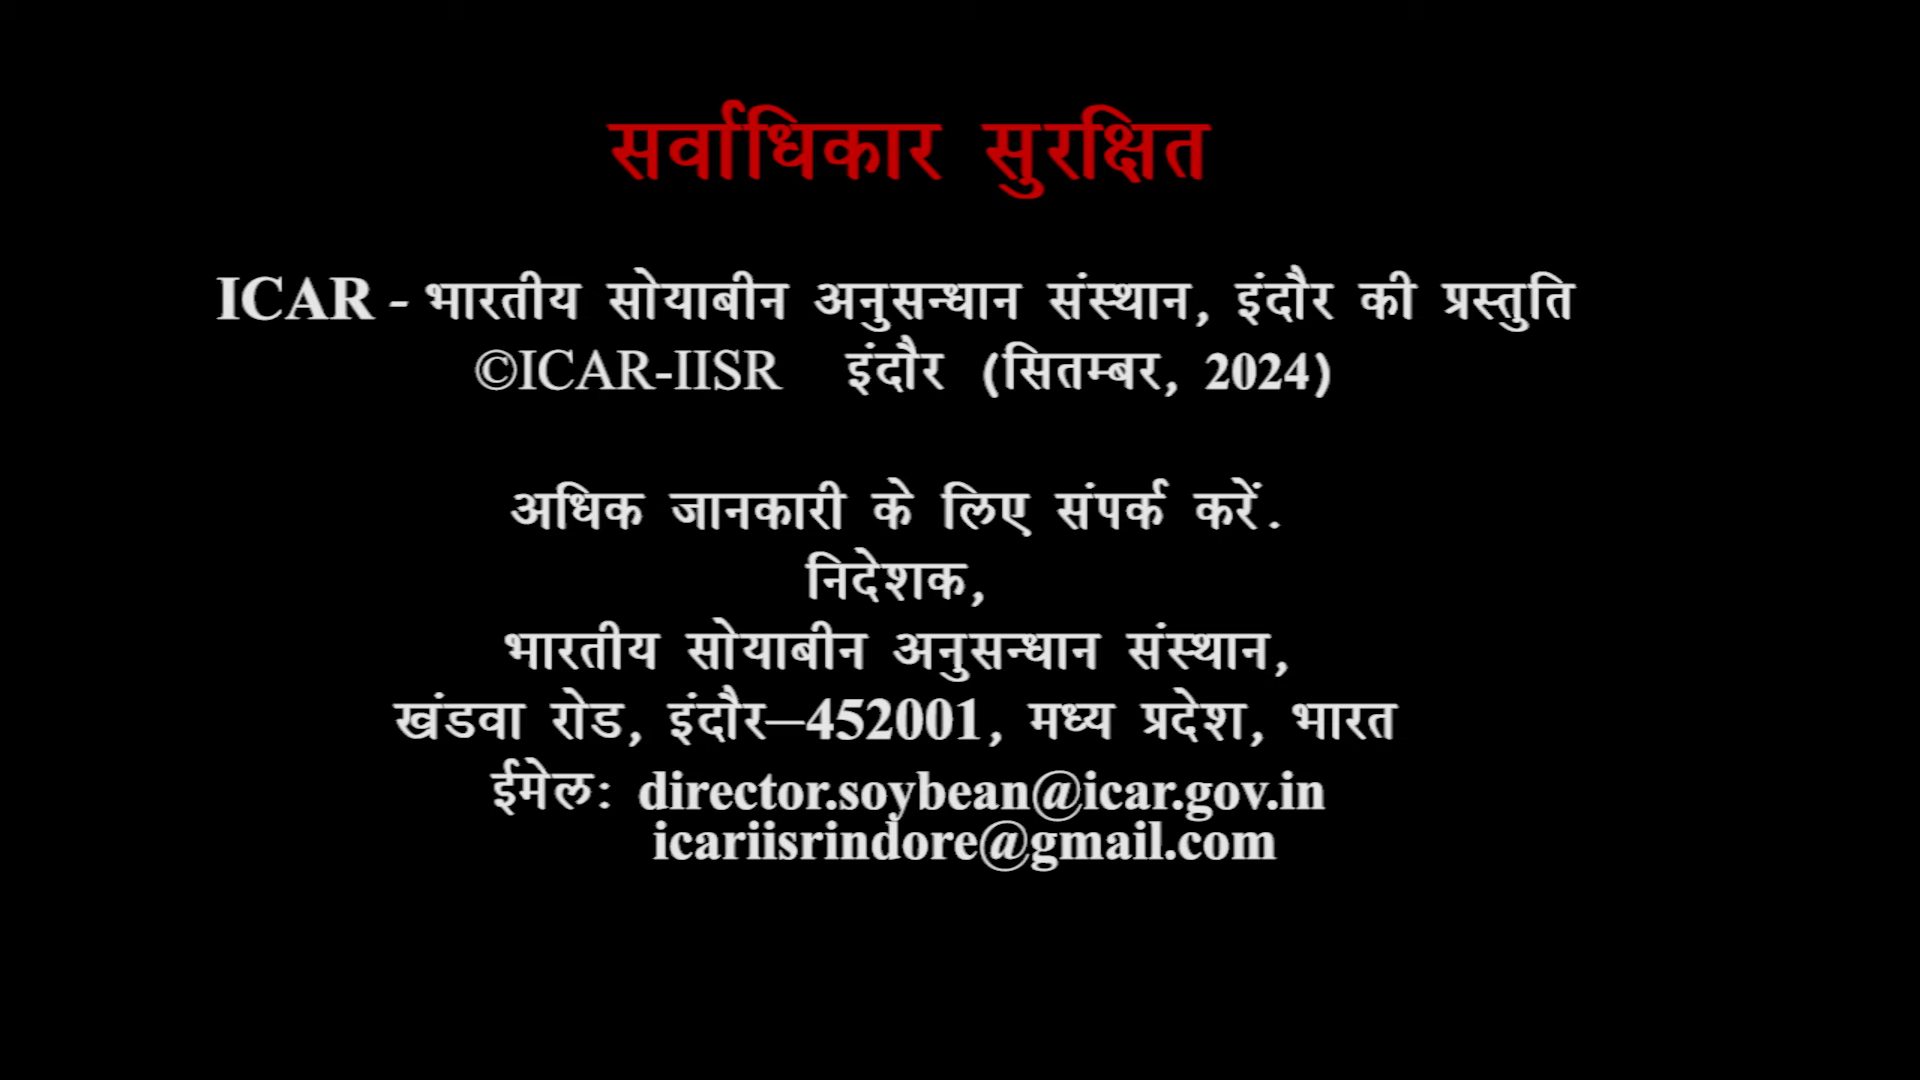 सर्वाधिकार सुरक्षित
ICAR - भारतीय सोयाबीन अनुसन्धान संस्थान, इंदौर की प्रस्तुति
©ICAR-IISR इंदौर (सितम्बर, 2024)
अधिक जानकारी के लिए संपर्क करें.
निदेशक,
भारतीय सोयाबीन अनुसन्धान संस्थान,
खंडवा रोड, इंदौर–452001, मध्य प्रदेश, भारत
ईमेल: director.soybean@icar.gov.in
icariisrindore@gmail.com